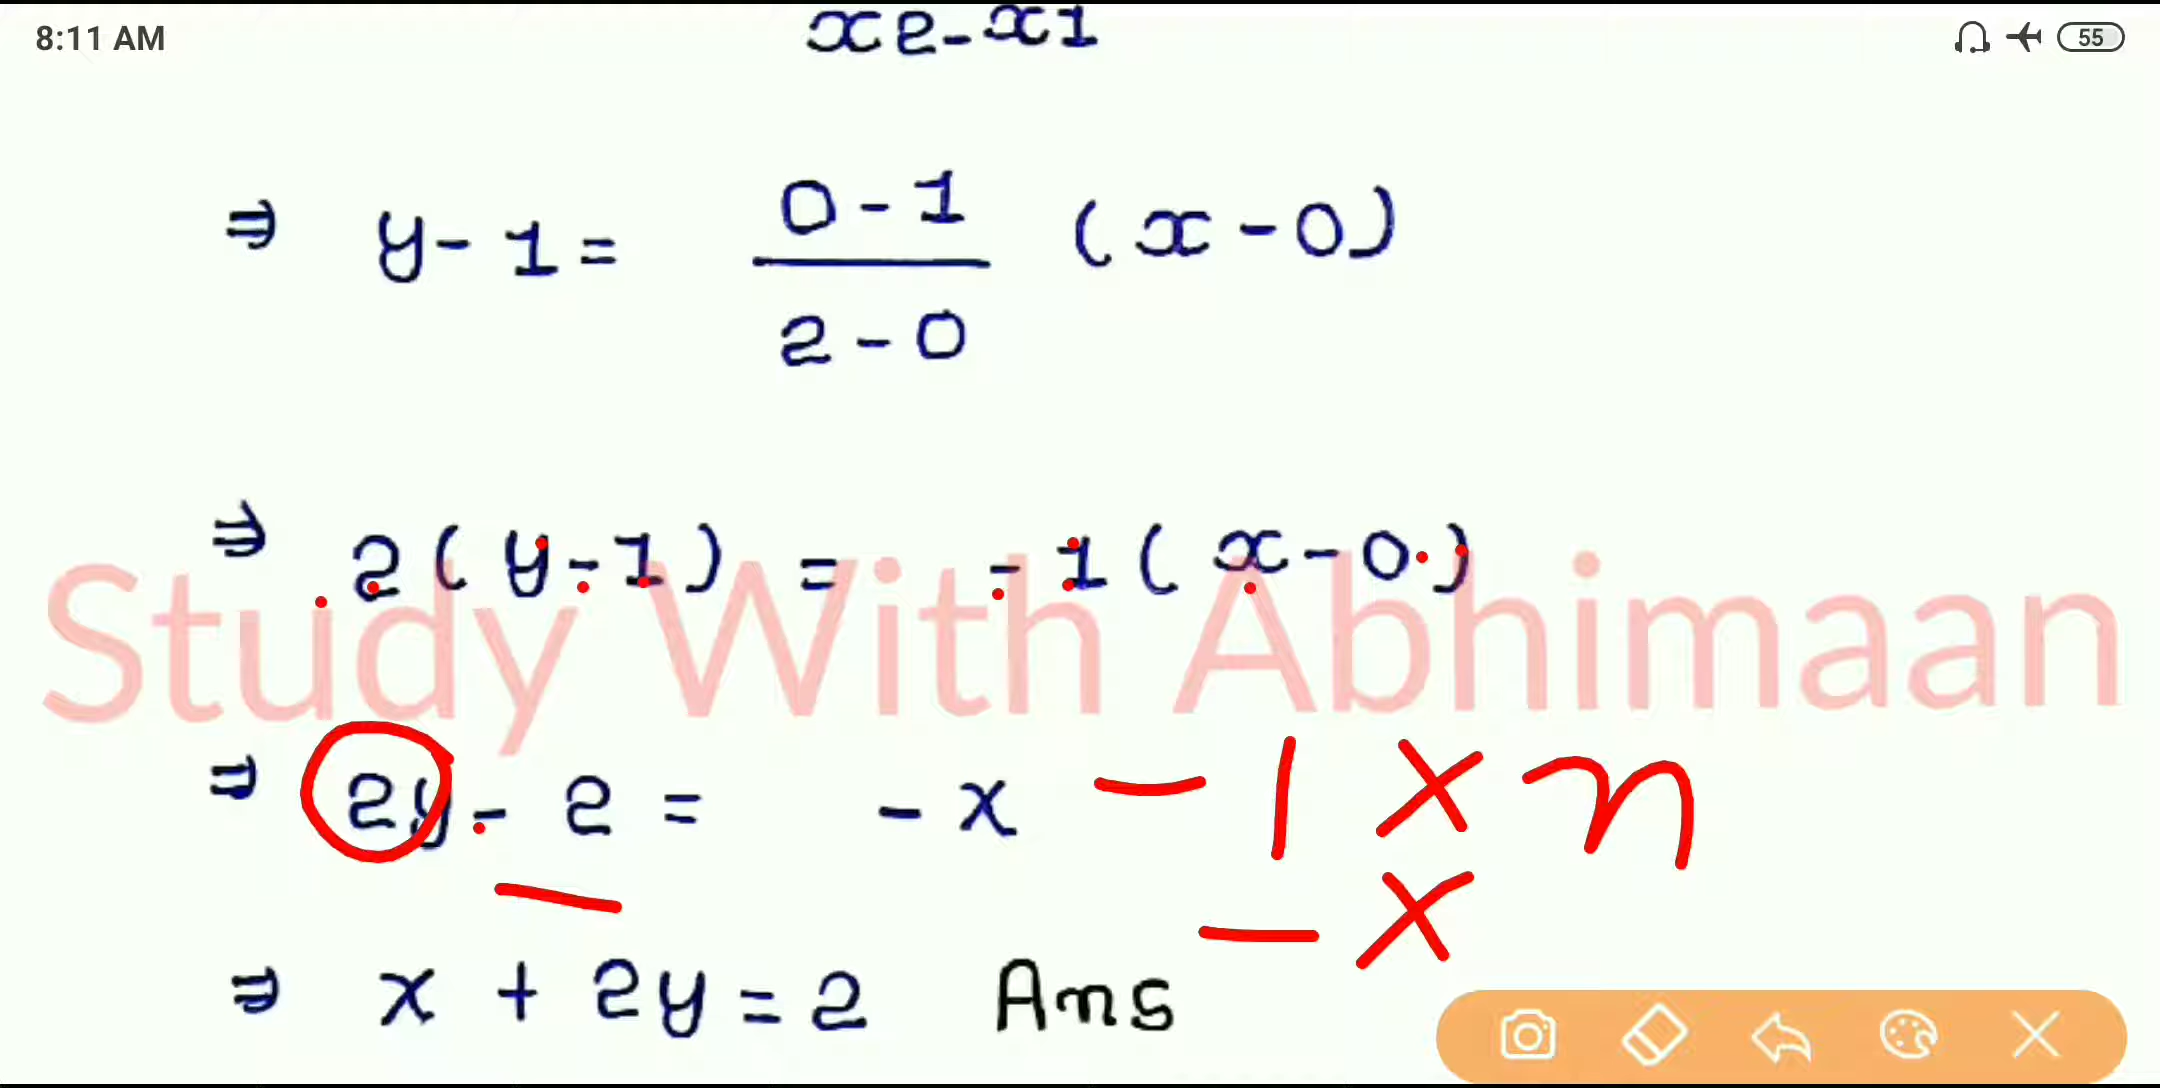 x2-x1
8:11 AM
55
⇒ y-1= 0-1 (x-0)
2-0
⇒ 2(y-1) = -1(x-0)
Study With Abhimaan
⇒ 2y-2= -x -1×n
-x
⇒ x+2y=2 Ans